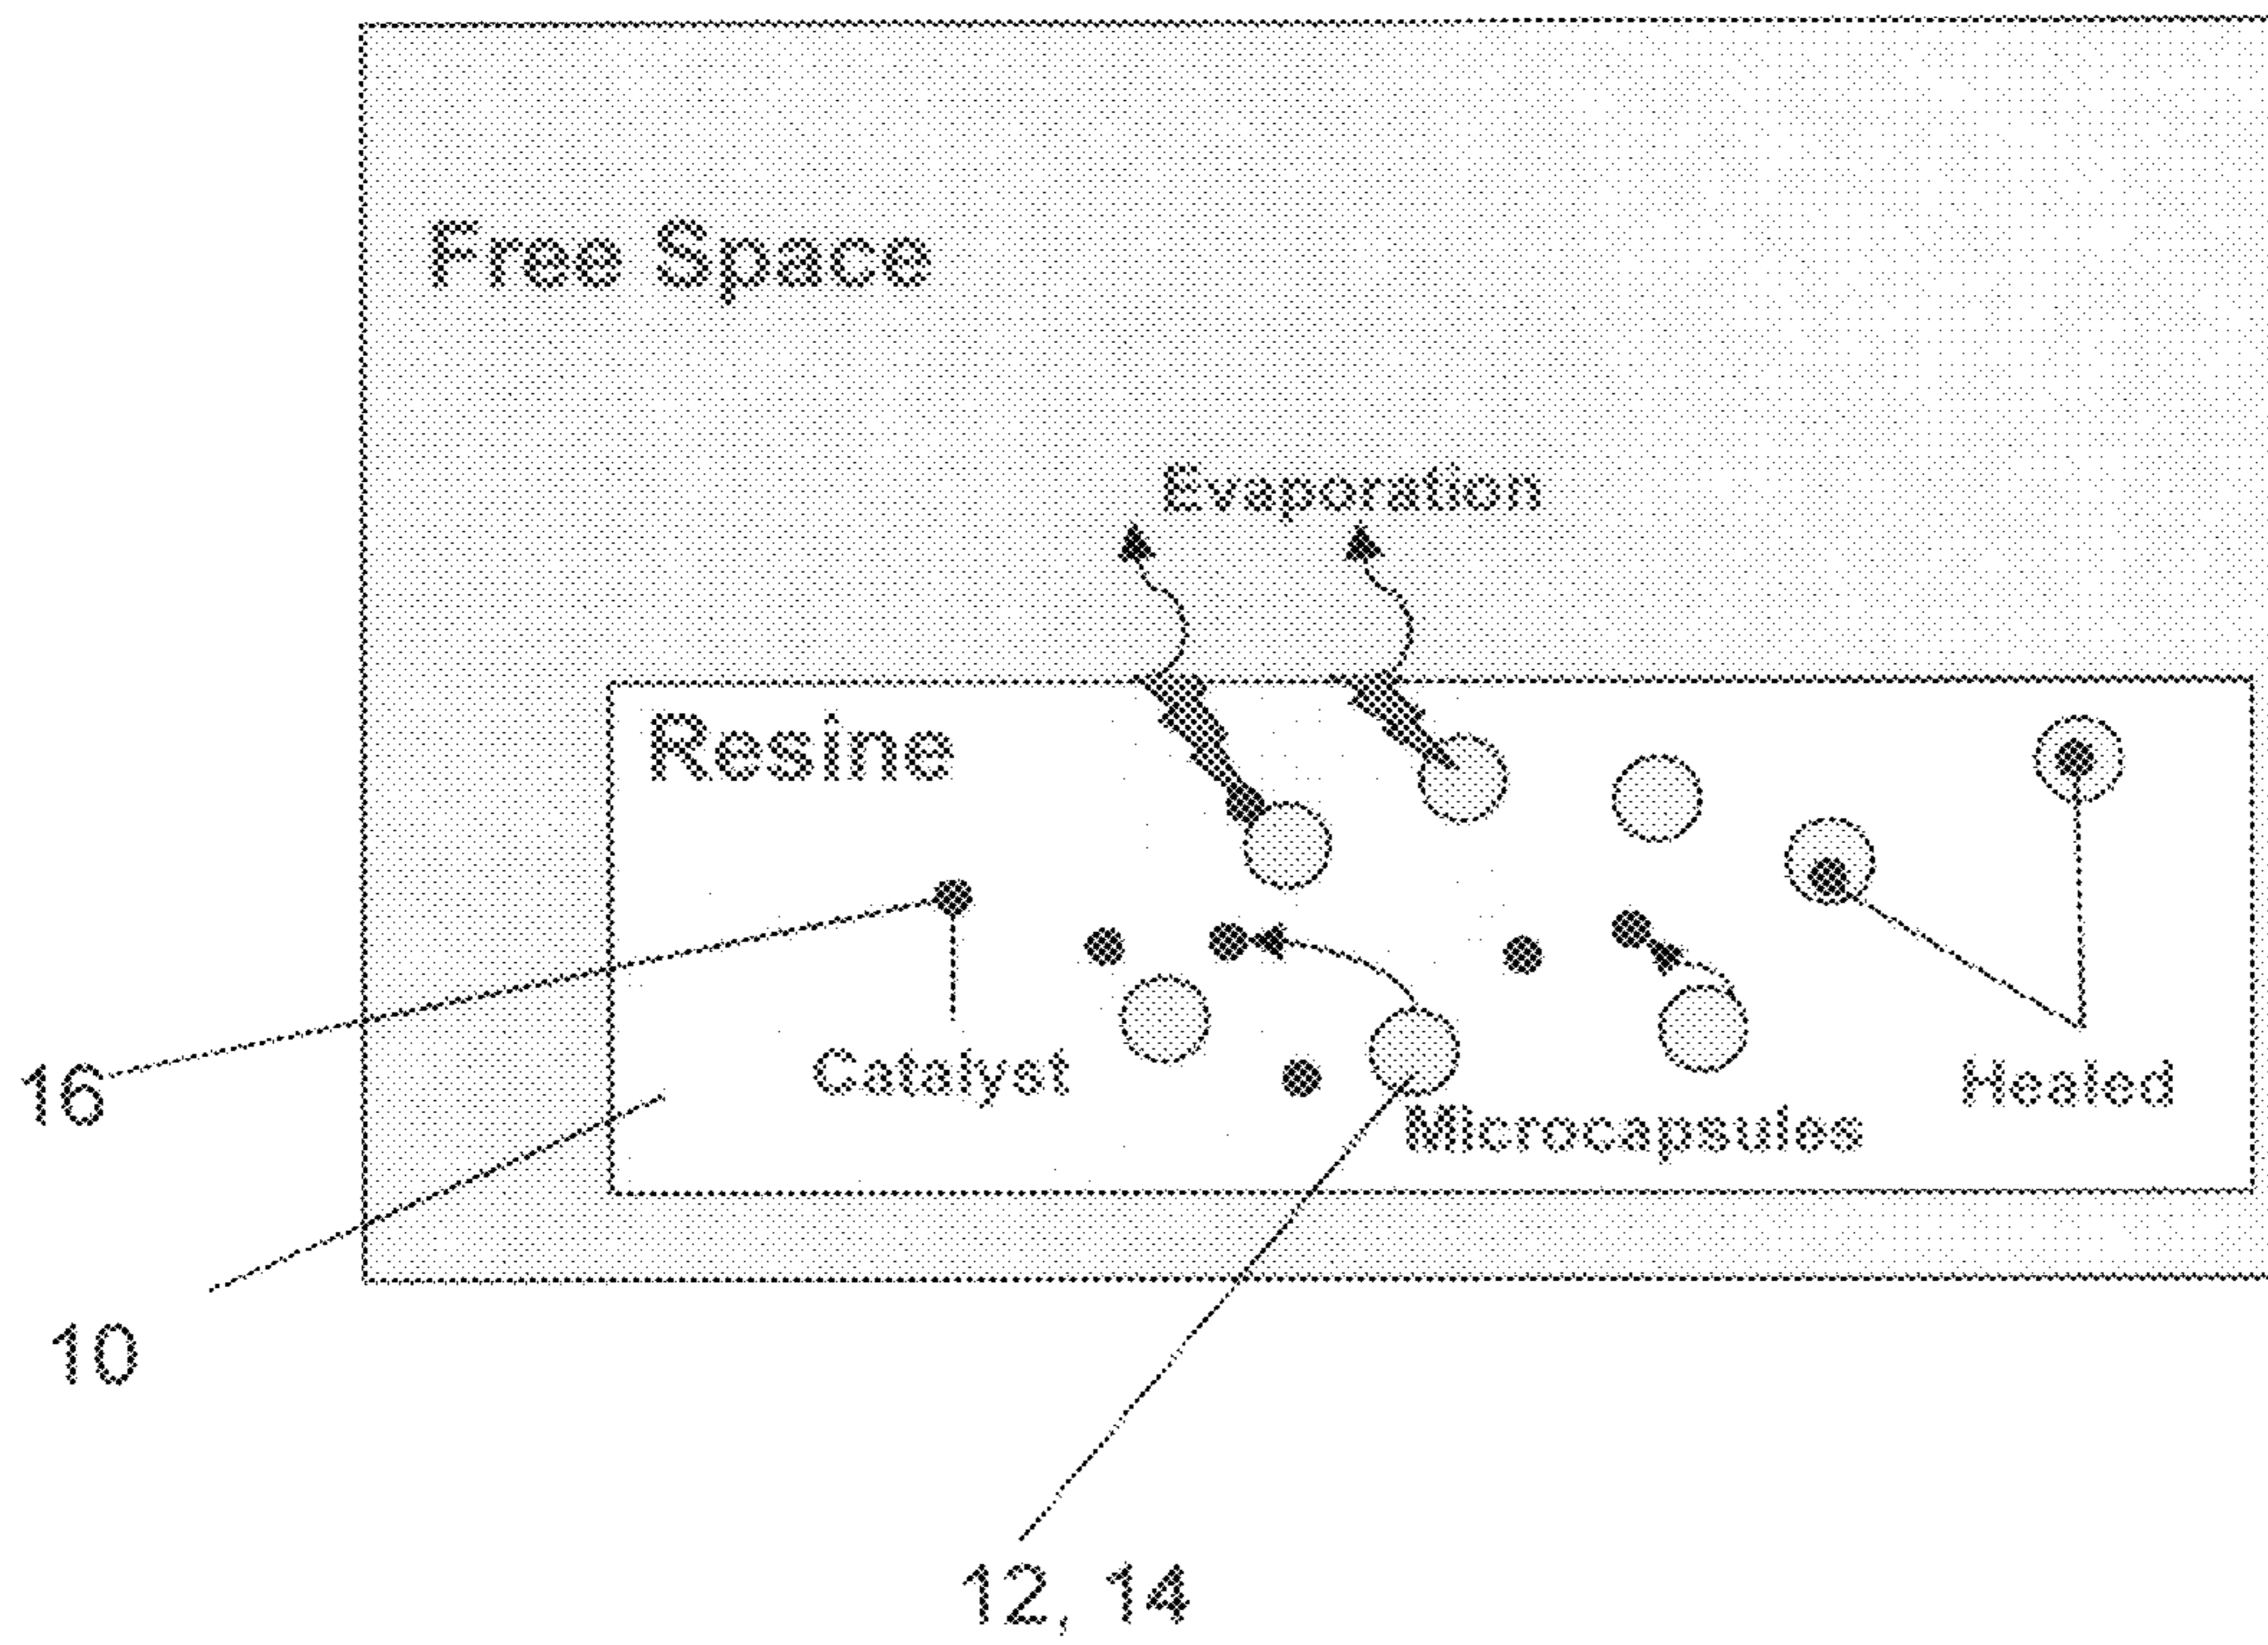 Free Space
Evaporation
Resine
Catalyst
Microcapsules
Healed
16
10
12, 14